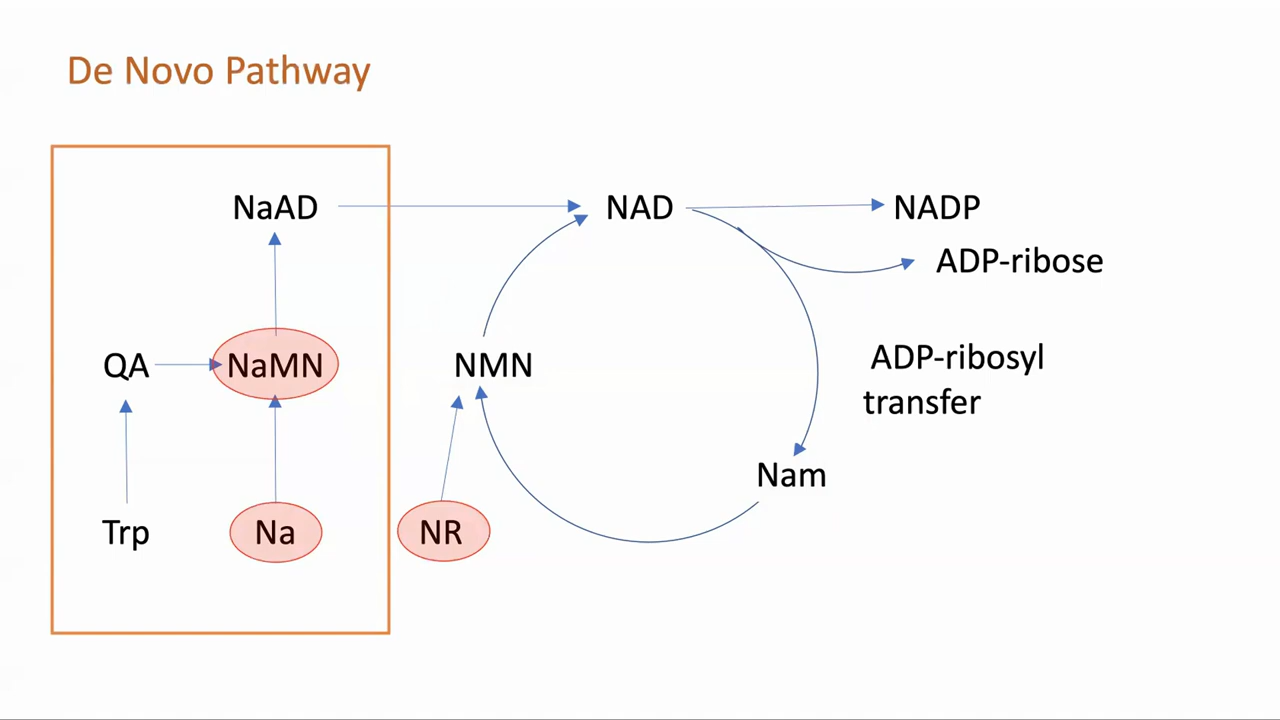 De Novo Pathway
NaAD
NAD
NADP
ADP-ribose
QA
NaMN
NMN
ADP-ribosyl
transfer
Nam
Trp
Na
NR